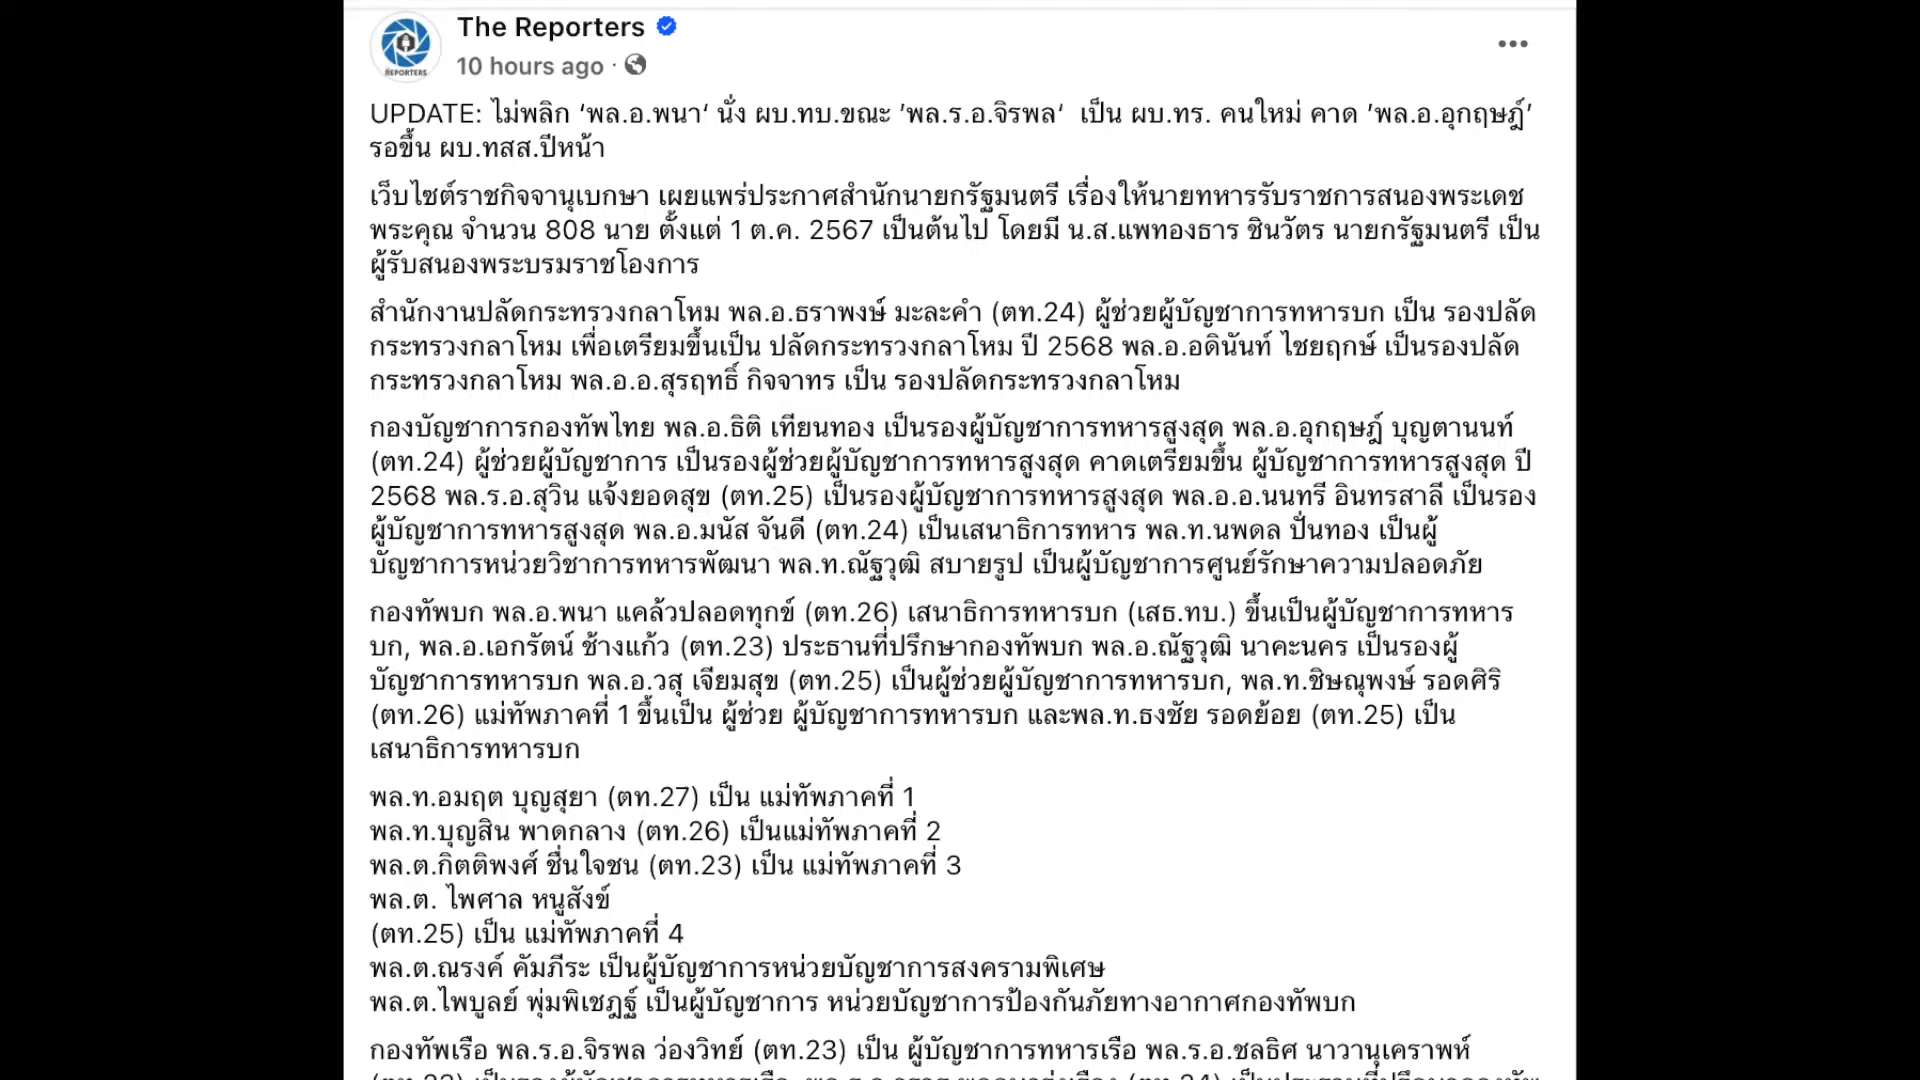 The Reporters
10 hours ago ·
REPORTERS
UPDATE: ไม่พลิก ‘พล.อ.พนา‘ นั่ง ผบ.ทบ.ขณะ ’พล.ร.อ.จิรพล‘ เป็น ผบ.ทร. คนใหม่ คาด ’พล.อ.อุกฤษฎ์’
รอขึ้น ผบ.ทสส.ปีหน้า
เว็บไซต์ราชกิจจานุเบกษา เผยแพร่ประกาศสำนักนายกรัฐมนตรี เรื่องให้นายทหารรับราชการสนองพระเดช
พระคุณ จำนวน 808 นาย ตั้งแต่ 1 ต.ค. 2567 เป็นต้นไป โดยมี น.ส.แพทองธาร ชินวัตร นายกรัฐมนตรี เป็น
ผู้รับสนองพระบรมราชโองการ
สำนักงานปลัดกระทรวงกลาโหม พล.อ.ธราพงษ์ มะละคำ (ตท.24) ผู้ช่วยผู้บัญชาการทหารบก เป็น รองปลัด
กระทรวงกลาโหม เพื่อเตรียมขึ้นเป็น ปลัดกระทรวงกลาโหม ปี 2568 พล.อ.อดินันท์ ไชยฤกษ์ เป็นรองปลัด
กระทรวงกลาโหม พล.อ.อ.สุรฤทธิ์ กิจจาทร เป็น รองปลัดกระทรวงกลาโหม
กองบัญชาการกองทัพไทย พล.อ.ธิติ เทียนทอง เป็นรองผู้บัญชาการทหารสูงสุด พล.อ.อุกฤษฎ์ บุญตานนท์
(ตท.24) ผู้ช่วยผู้บัญชาการ เป็นรองผู้ช่วยผู้บัญชาการทหารสูงสุด คาดเตรียมขึ้น ผู้บัญชาการทหารสูงสุด ปี
2568 พล.ร.อ.สุวิน แจ้งยอดสุข (ตท.25) เป็นรองผู้บัญชาการทหารสูงสุด พล.อ.อ.นนทรี อินทรสาลี เป็นรอง
ผู้บัญชาการทหารสูงสุด พล.อ.มนัส จันดี (ตท.24) เป็นเสนาธิการทหาร พล.ท.นพดล ปั่นทอง เป็นผู้
บัญชาการหน่วยวิชาการทหารพัฒนา พล.ท.ณัฐวุฒิ สบายรูป เป็นผู้บัญชาการศูนย์รักษาความปลอดภัย
กองทัพบก พล.อ.พนา แคล้วปลอดทุกข์ (ตท.26) เสนาธิการทหารบก (เสธ.ทบ.) ขึ้นเป็นผู้บัญชาการทหาร
บก, พล.อ.เอกรัตน์ ช้างแก้ว (ตท.23) ประธานที่ปรึกษากองทัพบก พล.อ.ณัฐวุฒิ นาคะนคร เป็นรองผู้
บัญชาการทหารบก พล.อ.วสุ เจียมสุข (ตท.25) เป็นผู้ช่วยผู้บัญชาการทหารบก, พล.ท.ชิษณุพงษ์ รอดศิริ
(ตท.26) แม่ทัพภาคที่ 1 ขึ้นเป็น ผู้ช่วย ผู้บัญชาการทหารบก และพล.ท.ธงชัย รอดย้อย (ตท.25) เป็น
เสนาธิการทหารบก
พล.ท.อมฤต บุญสุยา (ตท.27) เป็น แม่ทัพภาคที่ 1
พล.ท.บุญสิน พาดกลาง (ตท.26) เป็นแม่ทัพภาคที่ 2
พล.ต.กิตติพงศ์ ชื่นใจชน (ตท.23) เป็น แม่ทัพภาคที่ 3
พล.ต. ไพศาล หนูสังข์
(ตท.25) เป็น แม่ทัพภาคที่ 4
พล.ต.ณรงค์ คัมภีระ เป็นผู้บัญชาการหน่วยบัญชาการสงครามพิเศษ
พล.ต.ไพบูลย์ พุ่มพิเชฎฐ์ เป็นผู้บัญชาการ หน่วยบัญชาการป้องกันภัยทางอากาศกองทัพบก
กองทัพเรือ พล.ร.อ.จิรพล ว่องวิทย์ (ตท.23) เป็น ผู้บัญชาการทหารเรือ พล.ร.อ.ชลธิศ นาวานุเคราพห์